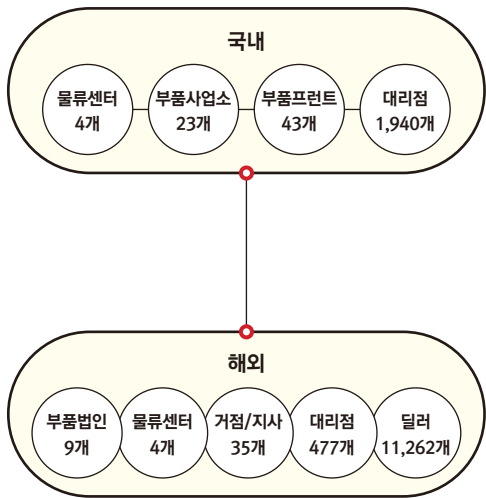 국내
물류센터
4개
부품사업소
23개
부품프런트
43개
대리점
1,940개
해외
부품법인
9개
물류센터
4개
거점/지사
35개
대리점
477개
딜러
11,262개